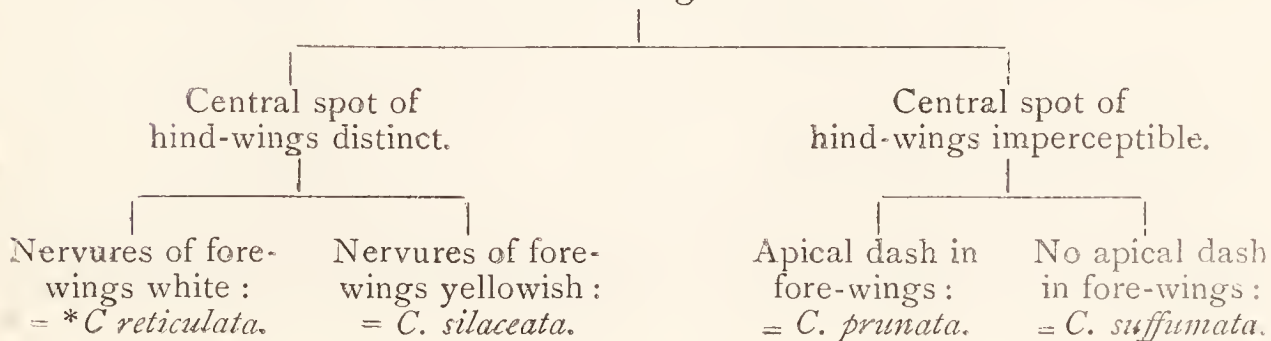 Central spot of
hind-wings distinct.
Central spot of
hind-wings imperceptible.
Nervures of fore-
wings white :
= *C reticulata.
Nervures of fore-
wings yellowish :
= C. silaceata.
Apical dash in
fore-wings :
= C. prunata.
No apical dash
in fore-wings :
= C. suffumata.